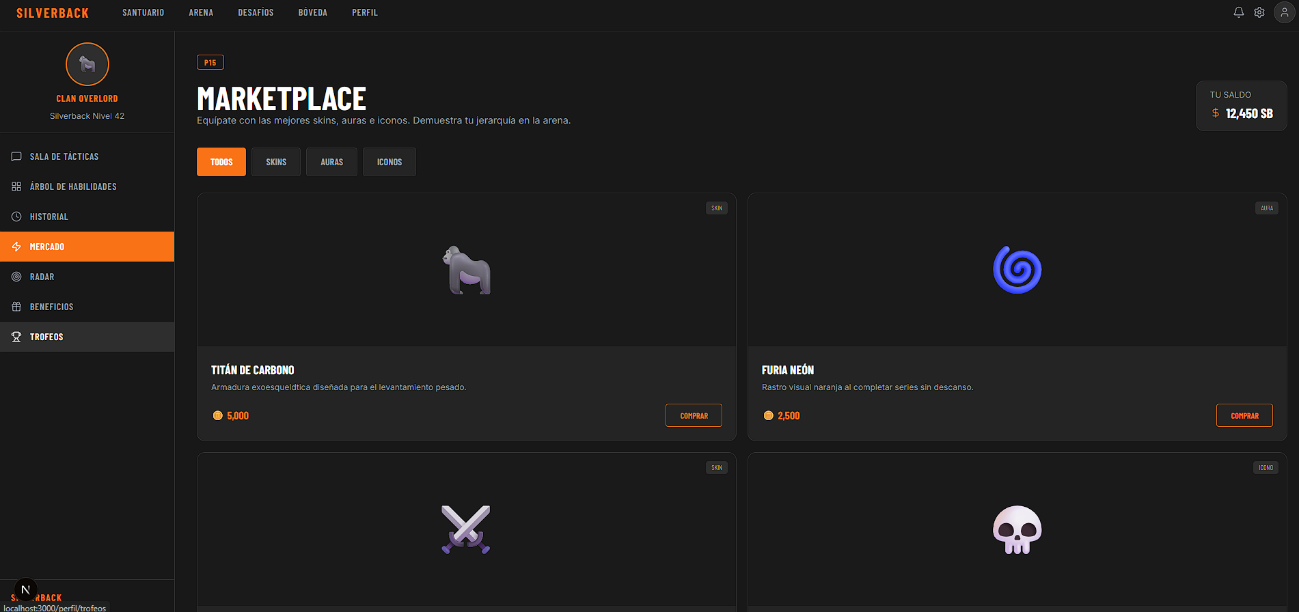 SILVERBACK
SANTUARIO ARENA DESAFÍOS BÓVEDA PERFIL
CLAN OVERLORD
Silverback Nivel 42
SALA DE TÁCTICAS
ÁRBOL DE HABILIDADES
HISTORIAL
MERCADO
RADAR
BENEFICIOS
TROFEOS
N
localhost:3000/perfil/trofeos
P15
MARKETPLACE
Equípate con las mejores skins, auras e iconos. Demuestra tu jerarquía en la arena.
TU SALDO
$ 12,450 SB
TODOS SKINS AURAS ICONOS
SKIN
TITÁN DE CARBONO
Armadura exoesqueldtica diseñada para el levantamiento pesado.
5,000 COMPRAR
AURA
FURIA NEÓN
Rastro visual naranja al completar series sin descanso.
2,500 COMPRAR
SKIN
ICONO